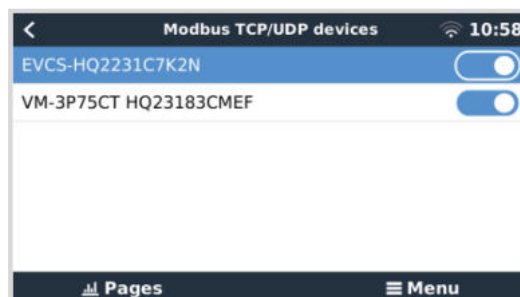 Modbus TCP/UDP devices 10:58
EVCS-HQ2231C7K2N
VM-3P75CT HQ23183CMEF
Pages Menu